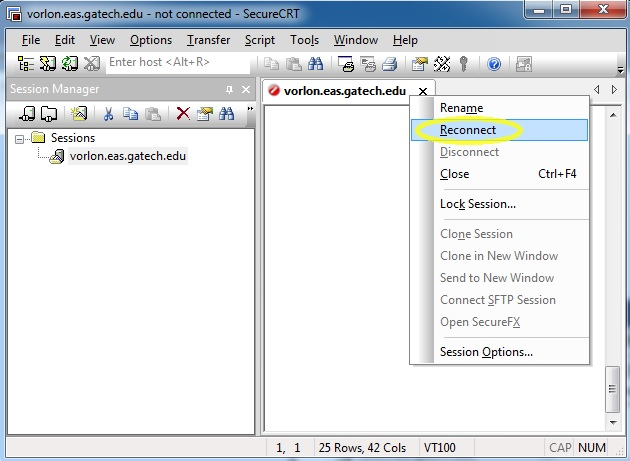 vorlon.eas.gatech.edu - not connected - SecureCRT
File Edit View Options Transfer Script Tools Window Help
Enter host <Alt+R>
Session Manager
vorlon.eas.gatech.edu
Sessions
vorlon.eas.gatech.edu
Rename
Reconnect
Disconnect
Close Ctrl+F4
Lock Session...
Clone Session
Clone in New Window
Send to New Window
Connect SFTP Session
Open SecureFX
Session Options...
1, 1 25 Rows, 42 Cols VT100 CAP NUM